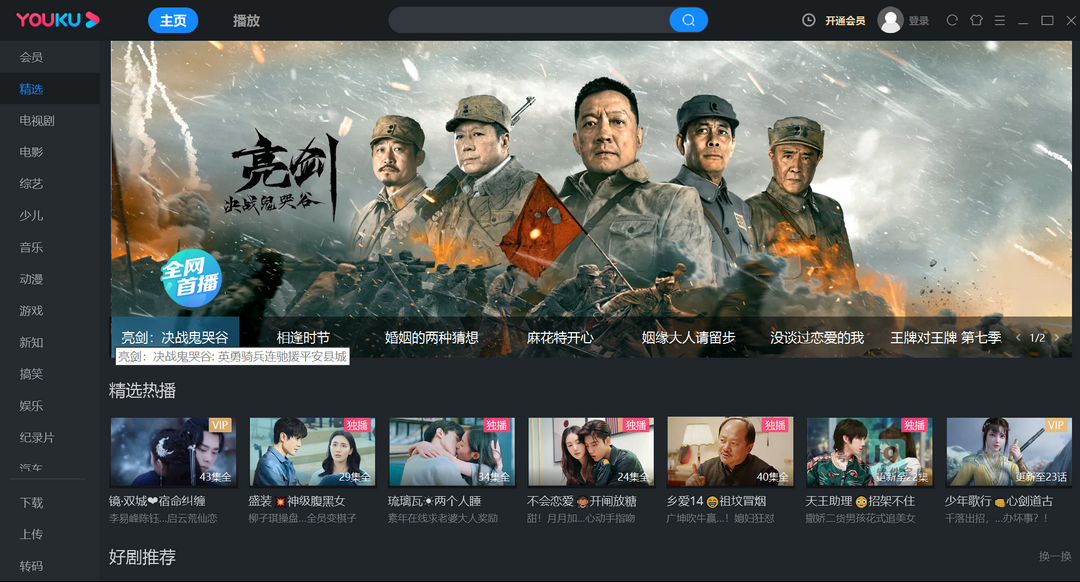 YOUKU
主页
播放
开通会员
登录
会员
精选
电视剧
电影
综艺
少儿
音乐
动漫
游戏
新知
搞笑
娱乐
纪录片
汽车
下载
上传
转码
亮剑
决战鬼哭谷
全网
首播
亮剑：决战鬼哭谷
相逢时节
婚姻的两种猜想
麻花特开心
姻缘大人请留步
没谈过恋爱的我
王牌对王牌 第七季
1/2
亮剑：决战鬼哭谷: 英勇骑兵连驰援平安县城
精选热播
VIP
43集全
镜·双城❤宿命纠缠
李易峰陈钰...启云荒仙恋
独播
29集全
盛装💥神级腹黑女
柳子琪操盘...全员变棋子
独播
34集全
琉璃瓦☀两个人睡
素年在线求老婆大人奖励
独播
24集全
不会恋爱🐵开闸放糖
甜！月月加...心动手指吻
独播
40集全
乡爱14😄祖坟冒烟
广坤吹牛赢...！媳妇狂怼
独播
更新至22集
天王助理😳招架不住
撒娇二货男孩花式追美女
VIP
更新至23话
少年歌行👊心剑道古
千落出招，...办坏事？！
好剧推荐
换一换